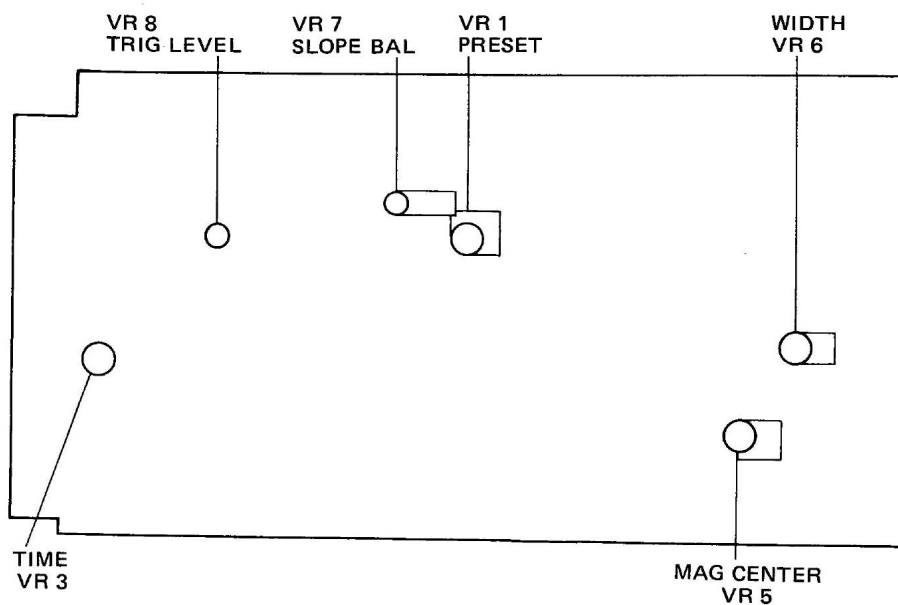 VR 8
TRIG LEVEL
VR 7
SLOPE BAL
VR 1
PRESET
WIDTH
VR 6
TIME
VR 3
MAG CENTER
VR 5